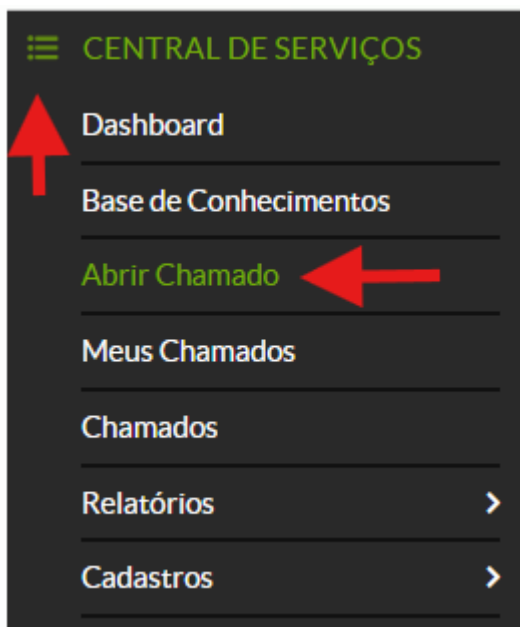 CENTRAL DE SERVIÇOS
Dashboard
Base de Conhecimentos
Abrir Chamado
Meus Chamados
Chamados
Relatórios
Cadastros